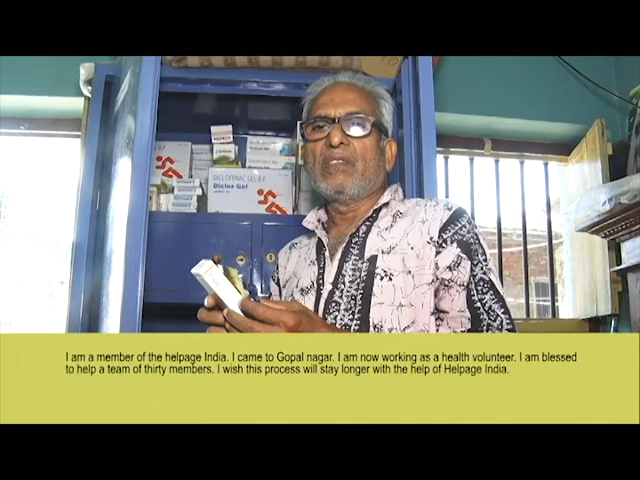 DICLOFENAC GEL B.P.
Diclox Gel
I am a member of the helpage India. I came to Gopal nagar. I am now working as a health volunteer. I am blessed
to help a team of thirty members. I wish this process will stay longer with the help of Helpage India.